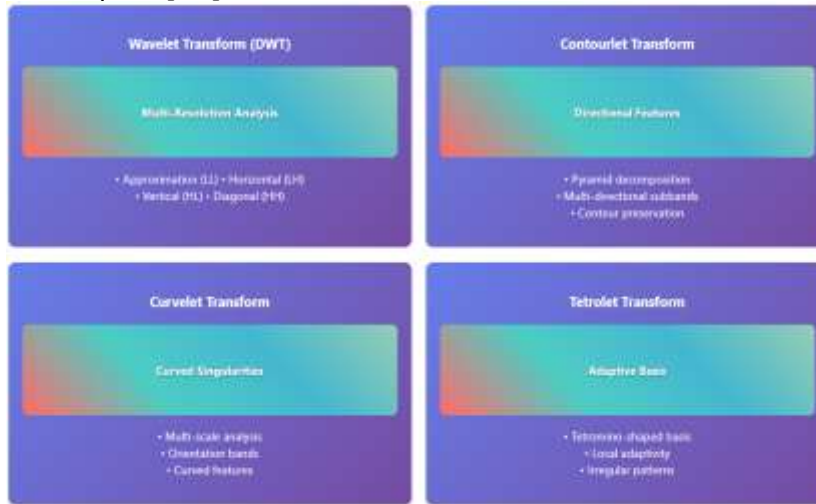 Wavelet Transform (DWT)
Multi-Resolution Analysis
• Approximation (LL) • Horizontal (LH)
• Vertical (HL) • Diagonal (HH)
Contourlet Transform
Directional Features
• Pyramid decomposition
• Multi-directional subbands
• Contour preservation
Curvelet Transform
Curved Singularities
• Multi-scale analysis
• Orientation bands
• Curved features
Tetrolet Transform
Adaptive Basis
• Tetromino-shaped basis
• Local adaptivity
• Irregular patterns